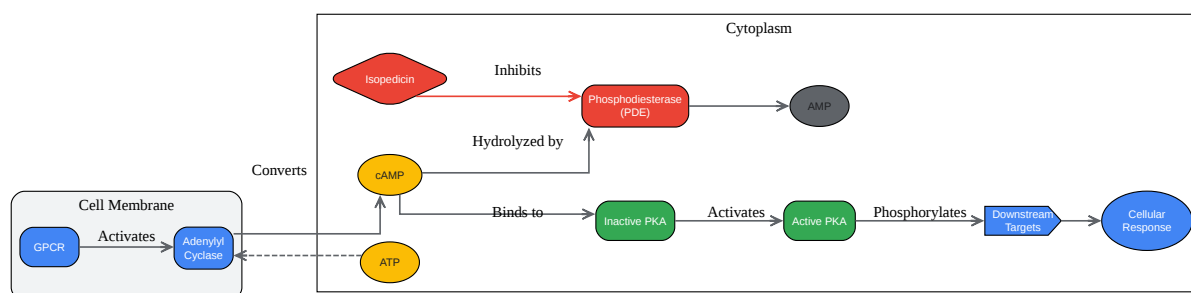 Cytoplasm
Isopedicin
Inhibits
Phosphodiesterase
(PDE)
AMP
Hydrolyzed by
Converts
cAMP
Cell Membrane
Binds to
Inactive PKA
Activates
Active PKA
Phosphorylates
Downstream
Targets
Cellular
Response
GPCR
Activates
Adenylyl
Cyclase
ATP